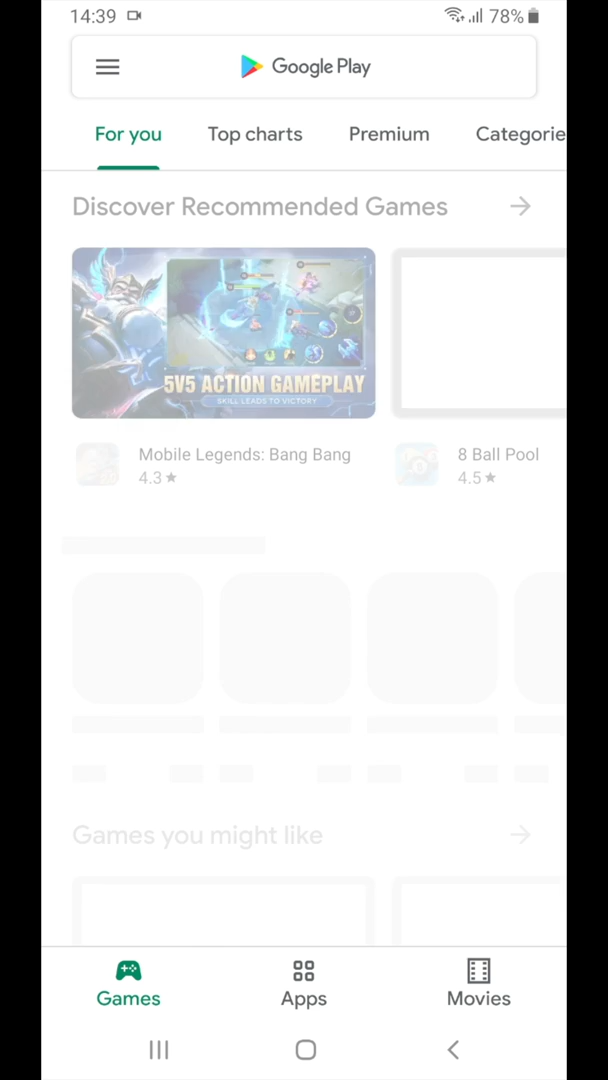 14:39 78%
Google Play
For you Top charts Premium Categorie
Discover Recommended Games
5V5 ACTION GAMEPLAY
SKILL LEADS TO VICTORY
Mobile Legends: Bang Bang 8 Ball Pool
4.3★ 4.5★
Games you might like
Games Apps Movies